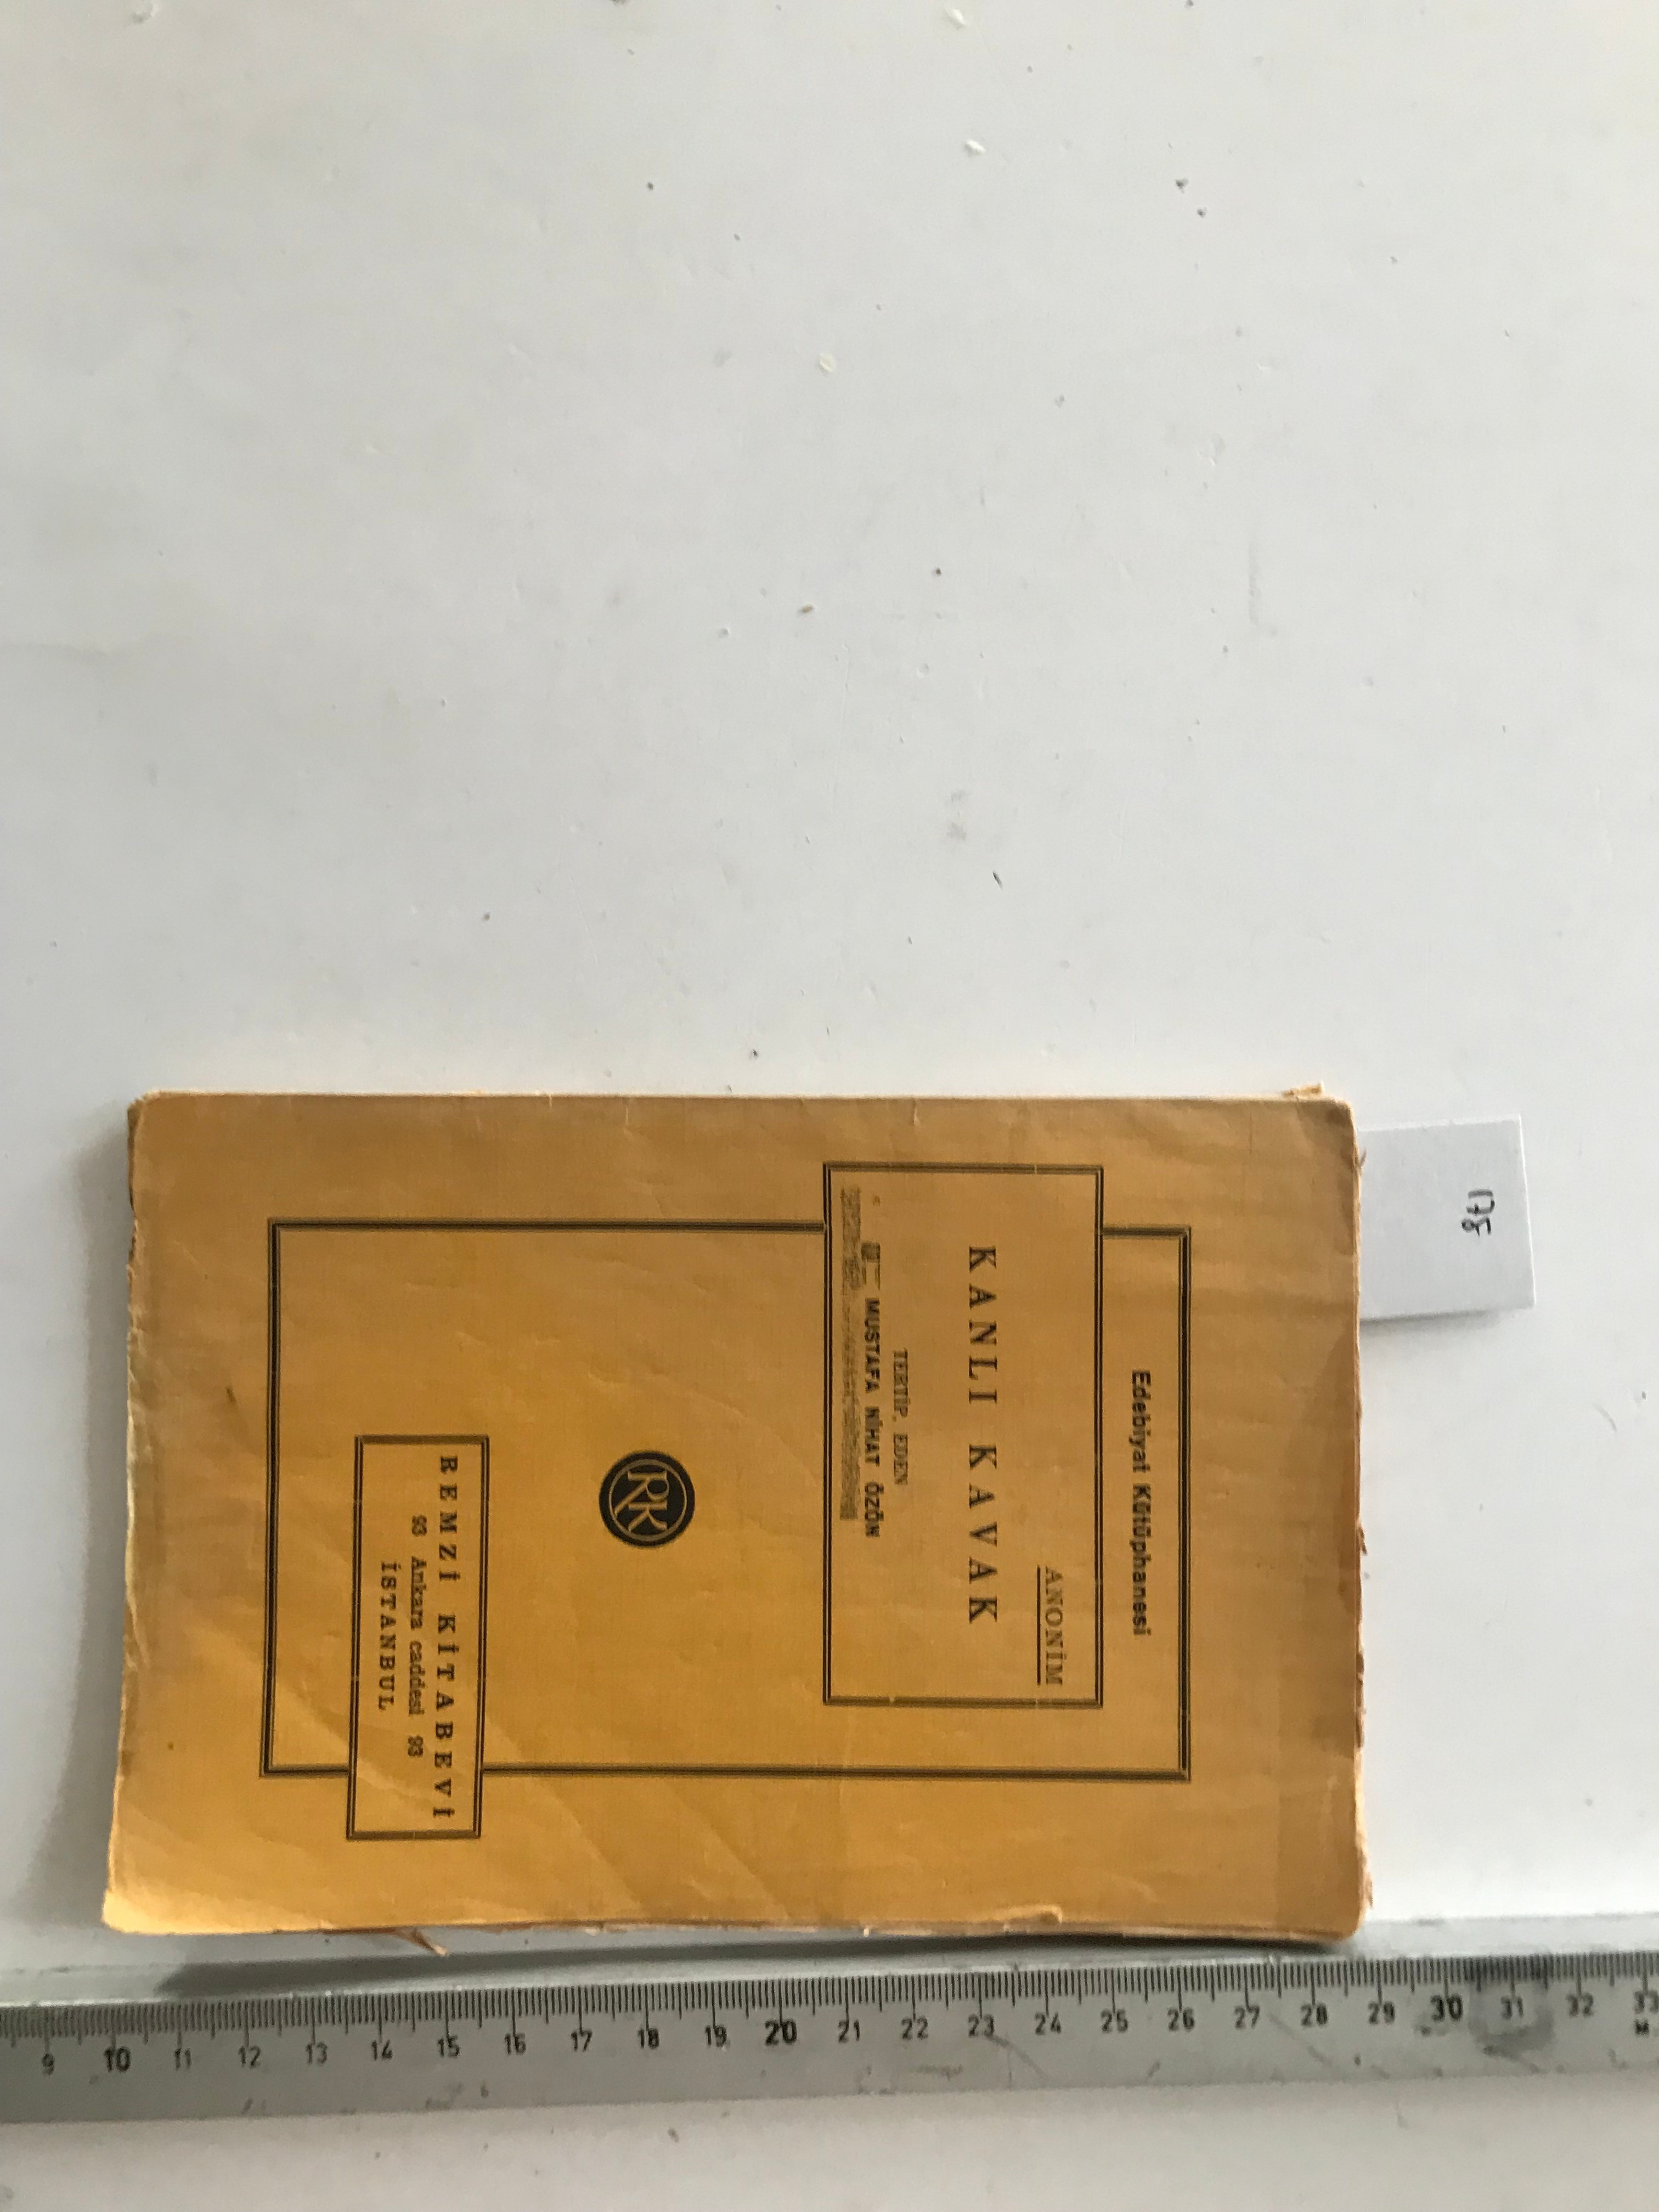 Edebiyat Kütüphanesi
ANONİM
KANLI KAVAK
TERTİP, EDEN
MUSTAFA NİHAT ÖZÖN
RK
REMZİ KİTABEVİ
93 Ankara caddesi 93
İSTANBUL
9 10 11 12 13 14 15 16 17 18 19 20 21 22 23 24 25 26 27 28 29 30 31 32 33
M